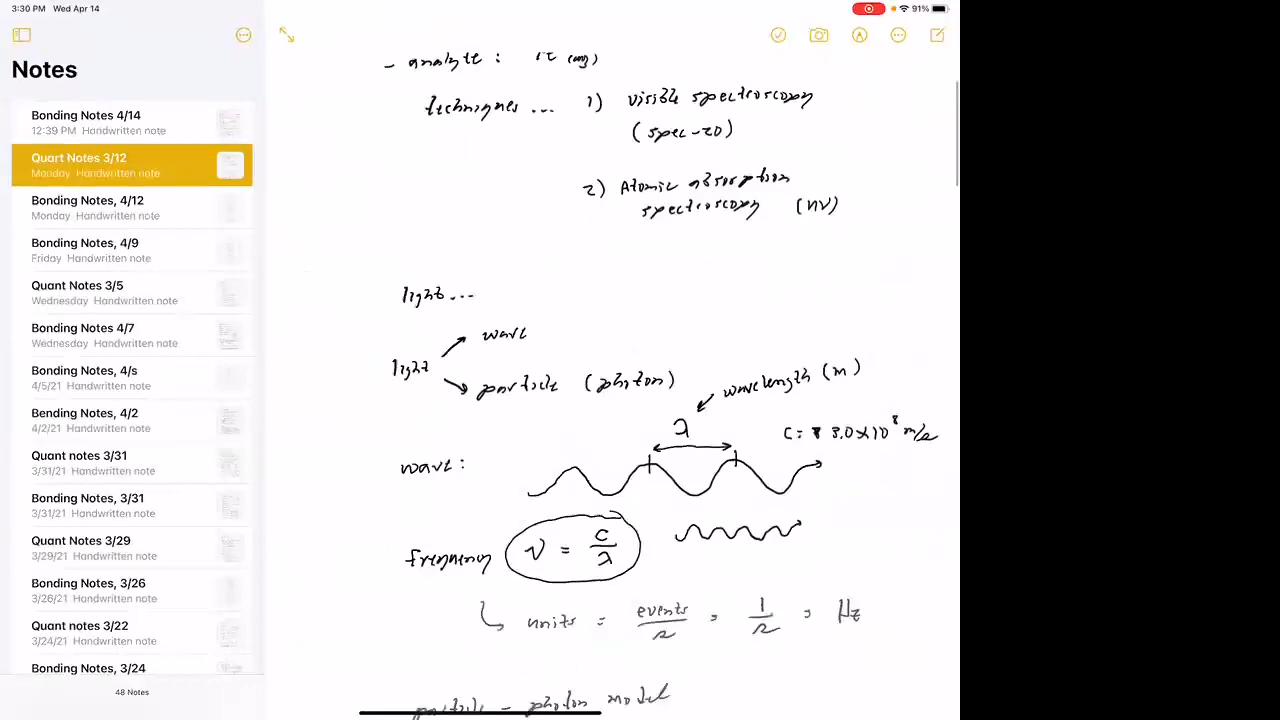 3:30 PM Wed Apr 14
91%
Notes
Bonding Notes 4/14
12:39 PM Handwritten note
Quart Notes 3/12
Monday Handwritten note
Bonding Notes, 4/12
Monday Handwritten note
Bonding Notes, 4/9
Friday Handwritten note
Quant Notes 3/5
Wednesday Handwritten note
Bonding Notes 4/7
Wednesday Handwritten note
Bonding Notes, 4/s
4/5/21 Handwritten note
Bonding Notes, 4/2
4/2/21 Handwritten note
Quant notes 3/31
3/31/21 Handwritten note
Bonding Notes, 3/31
3/31/21 Handwritten note
Quant Notes 3/29
3/29/21 Handwritten note
Bonding Notes, 3/26
3/26/21 Handwritten note
Quant notes 3/22
3/24/21 Handwritten note
Bonding Notes, 3/24
48 Notes
- analyte :
techniques ... 1) visible spectroscopy
(spec-20)
2) Atomic absorption
spectroscopy (UV)
light ...
wave
light
particle (photon)
wavelength (m)
λ
C = 3.0×10⁸ m/s
wave :
frequency ν = c/λ
units = events/s = 1/s = Hz
particle - photon model